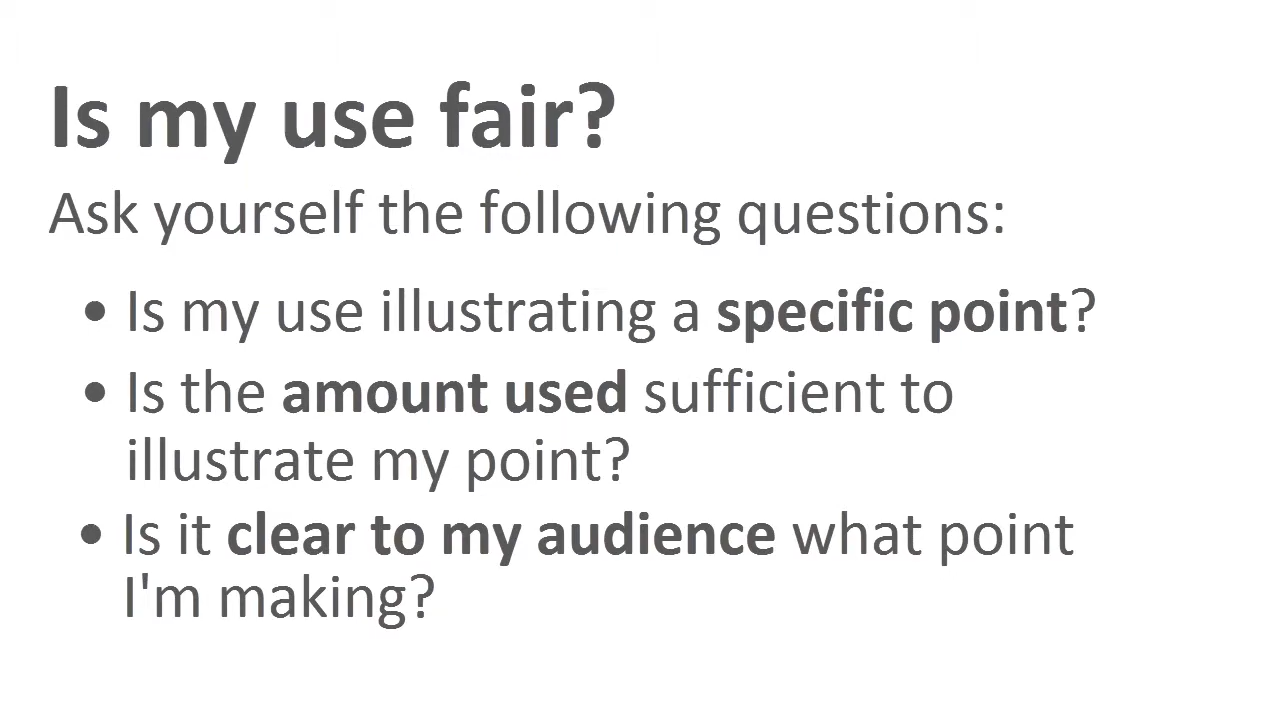 Is my use fair?
Ask yourself the following questions:
• Is my use illustrating a specific point?
• Is the amount used sufficient to
illustrate my point?
• Is it clear to my audience what point
I'm making?